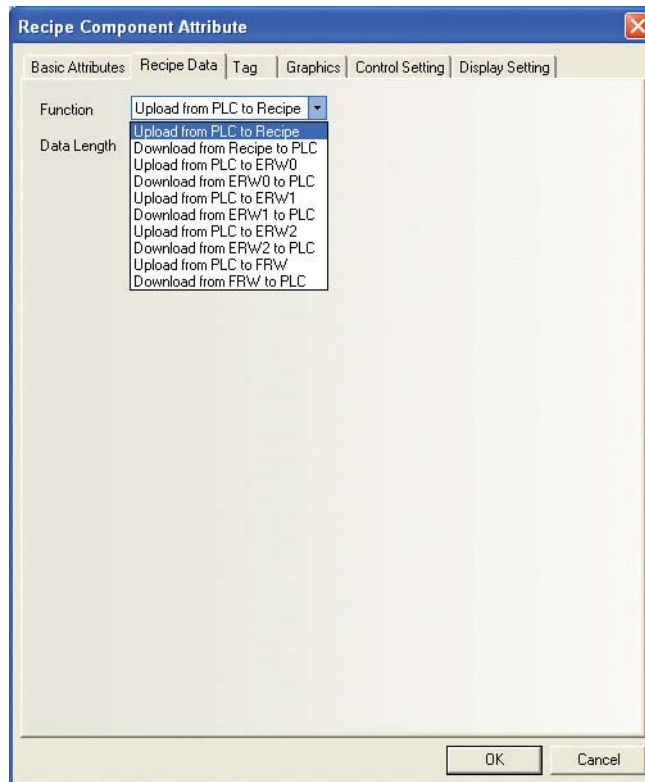 Recipe Component Attribute
Basic Attributes Recipe Data Tag Graphics Control Setting Display Setting
Function Upload from PLC to Recipe
Upload from PLC to Recipe
Data Length Download from Recipe to PLC
Upload from PLC to ERW0
Download from ERW0 to PLC
Upload from PLC to ERW1
Download from ERW1 to PLC
Upload from PLC to ERW2
Download from ERW2 to PLC
Upload from PLC to FRW
Download from FRW to PLC
OK Cancel